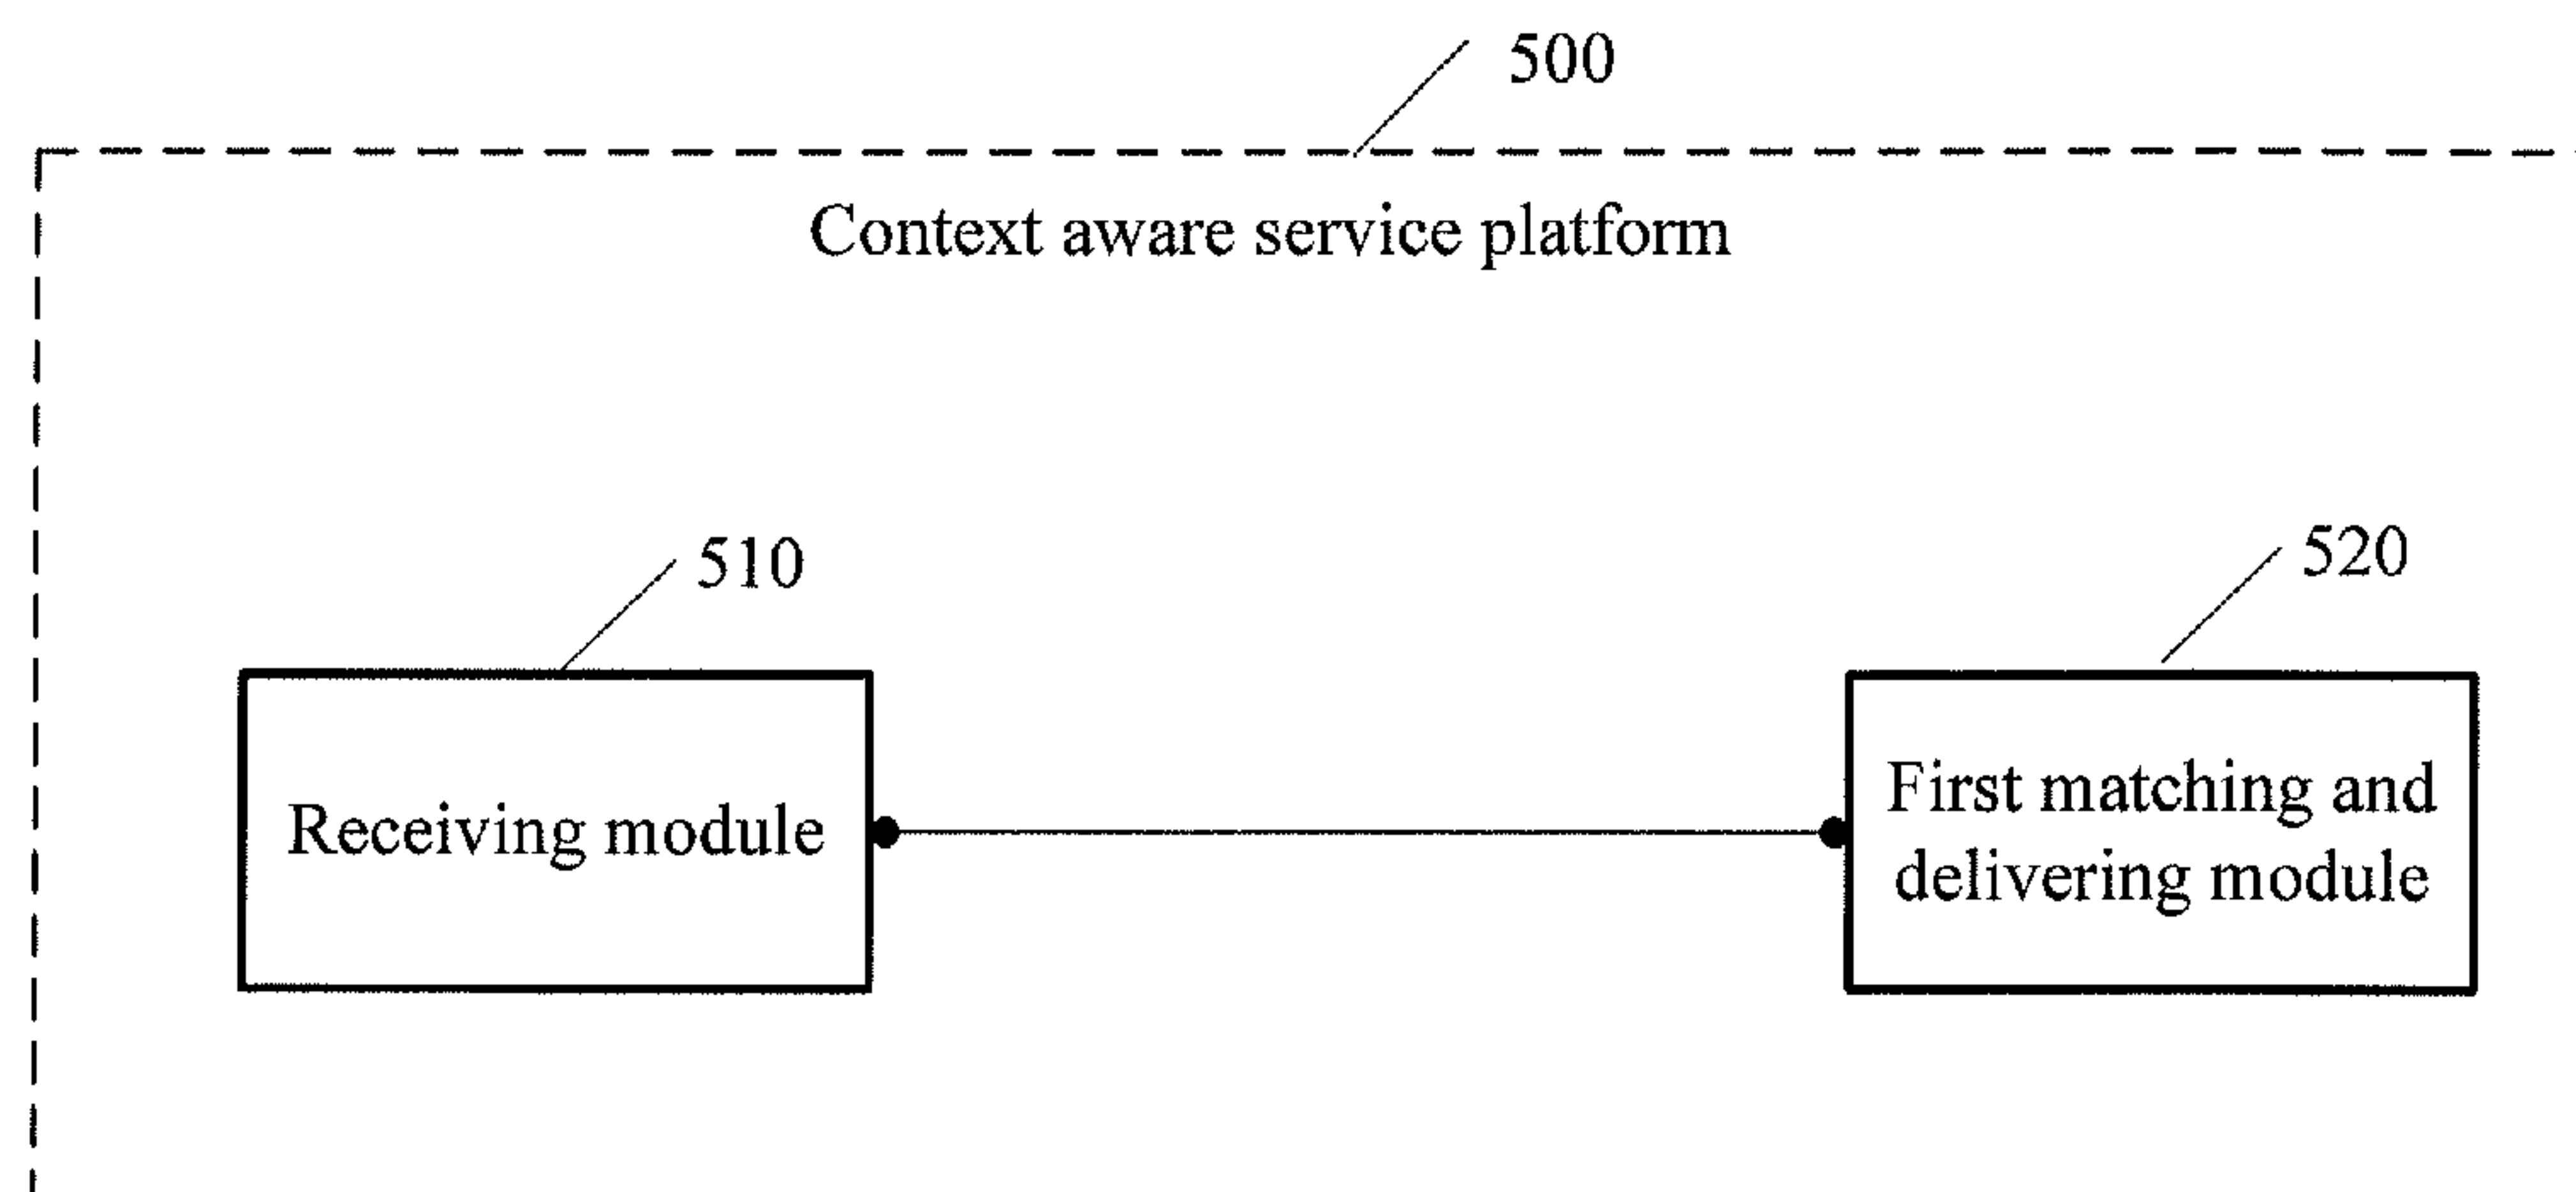 500
Context aware service platform
510
520
Receiving module
First matching and
delivering module